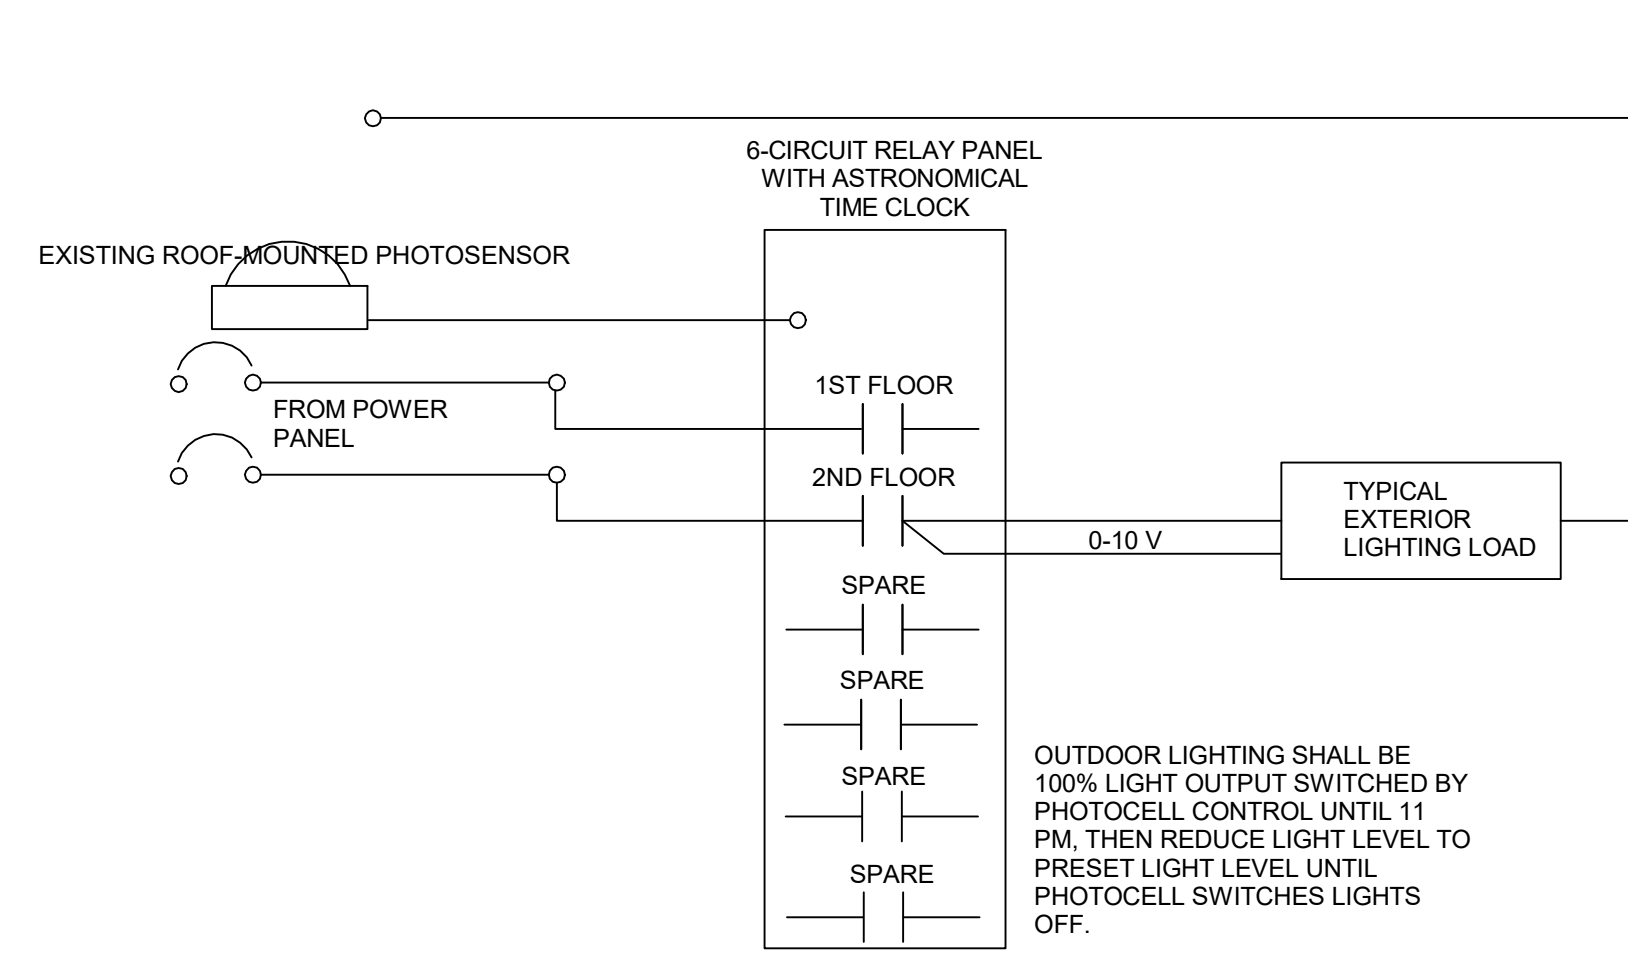 6-CIRCUIT RELAY PANEL
WITH ASTRONOMICAL
TIME CLOCK
EXISTING ROOF-MOUNTED PHOTOSENSOR
1ST FLOOR
FROM POWER
PANEL
2ND FLOOR
TYPICAL
EXTERIOR
LIGHTING LOAD
0-10 V
SPARE
SPARE
SPARE
SPARE
OUTDOOR LIGHTING SHALL BE
100% LIGHT OUTPUT SWITCHED BY
PHOTOCELL CONTROL UNTIL 11
PM, THEN REDUCE LIGHT LEVEL TO
PRESET LIGHT LEVEL UNTIL
PHOTOCELL SWITCHES LIGHTS
OFF.